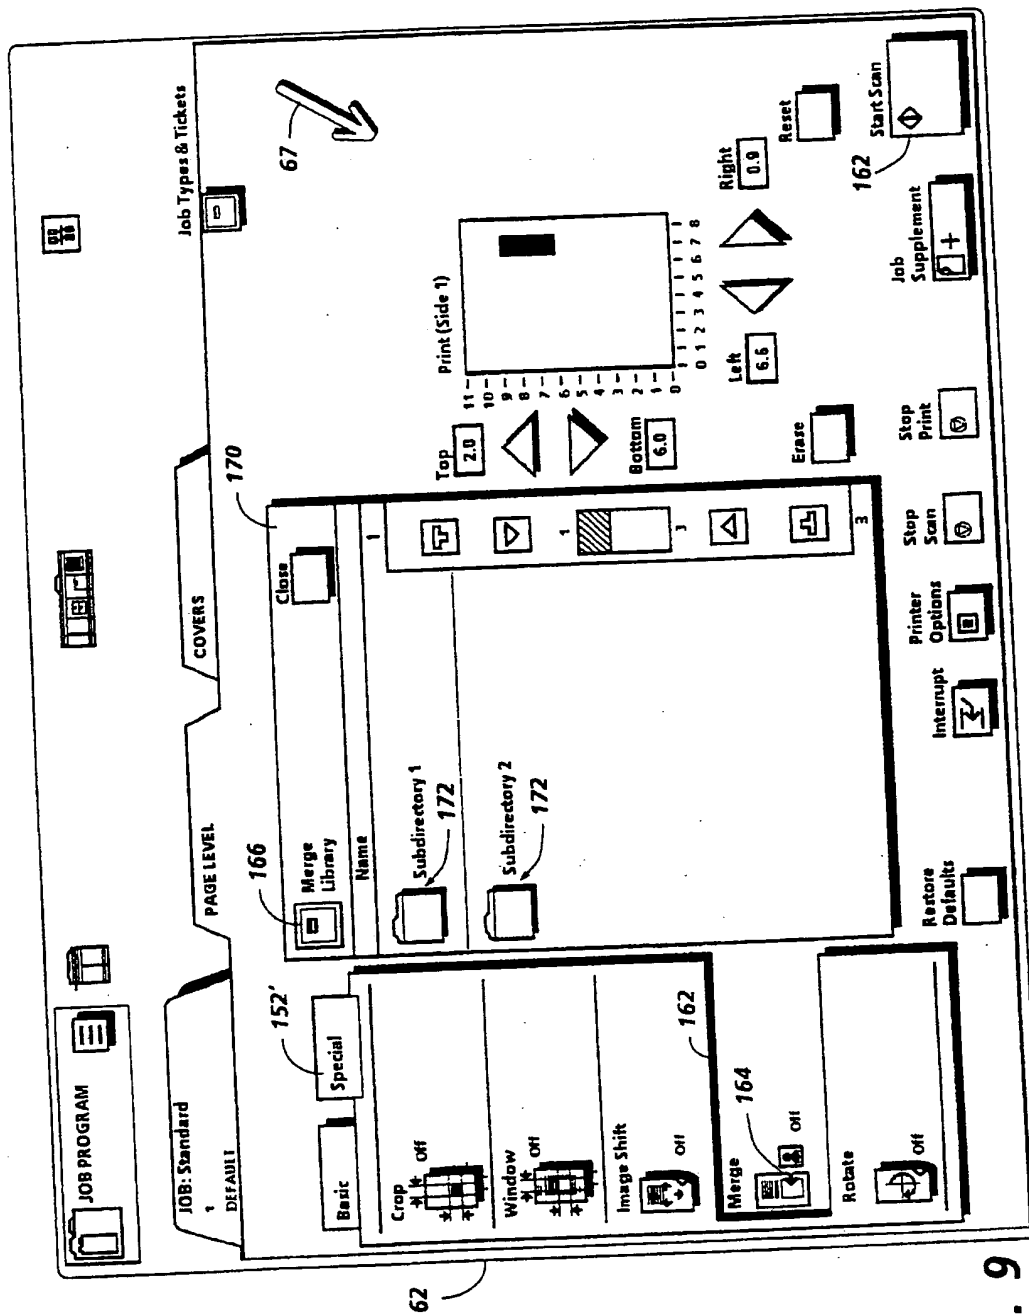 JOB PROGRAM
JOB: Standard
1
DEFAULT
PAGE LEVEL
COVERS
Job Types & Tickets
62
152'
166
170
67
Basic
Special
Crop
Off
Window
Off
Image Shift
Off
Merge
Off
164
162
Rotate
Off
Merge
Library
Close
Name
1
Subdirectory 1
172
Subdirectory 2
172
1
3
3
Top
2.0
Bottom
6.0
Print (Side 1)
11
10
9
8
7
6
5
4
3
2
1
0
0 1 2 3 4 5 6 7 8
Left
6.6
Right
0.9
Erase
Reset
Restore
Defaults
Interrupt
Printer
Options
Stop
Scan
Stop
Print
Job
Supplement
162
Start Scan
9